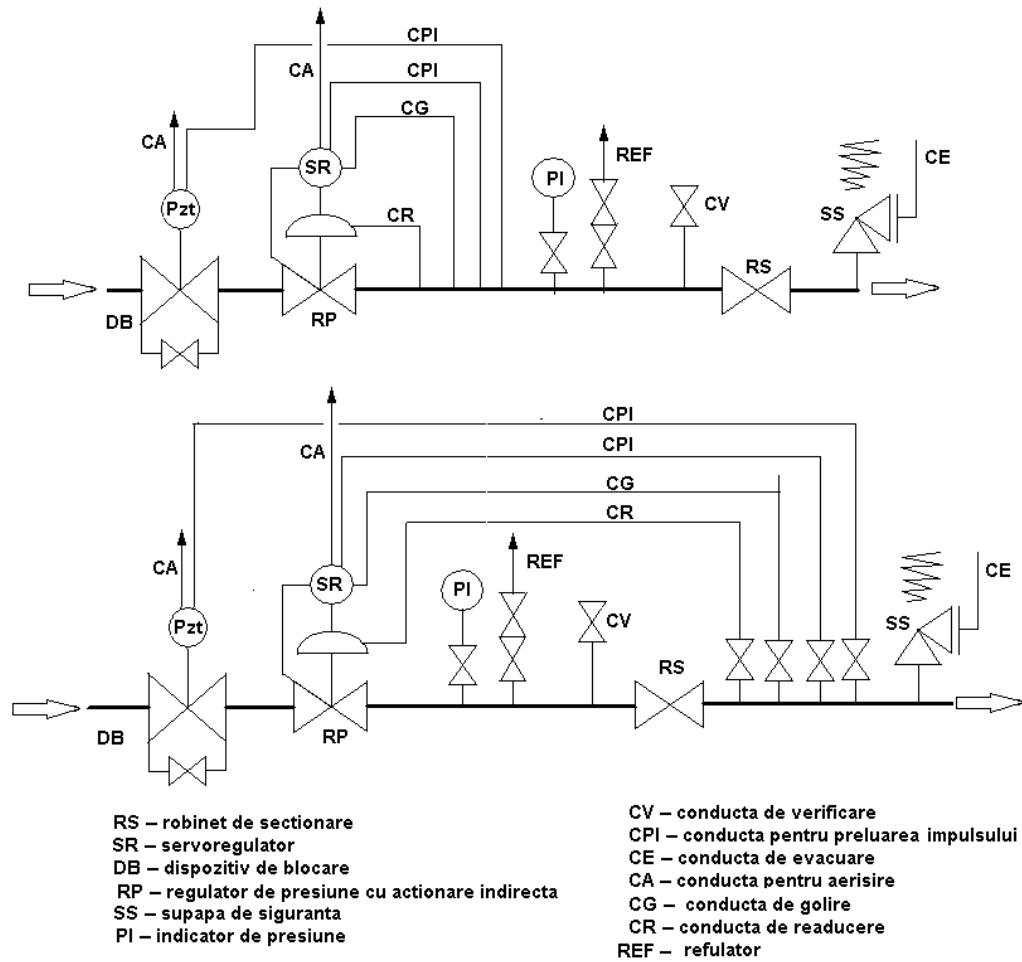 CPI
CPI
CA
CG
CA
REF
CE
SR
PI
Pzt
CR
CV
SS
RS
DB
RP
CPI
CPI
CA
CG
CR
CA
REF
CE
SR
PI
Pzt
CV
SS
RS
DB
RP
RS – robinet de sectionare
SR – servoregulator
DB – dispozitiv de blocare
RP – regulator de presiune cu actionare indirecta
SS – supapa de siguranta
PI – indicator de presiune
CV – conducta de verificare
CPI – conducta pentru preluarea impulsului
CE – conducta de evacuare
CA – conducta pentru aerisire
CG – conducta de golire
CR – conducta de readucere
REF – refulator